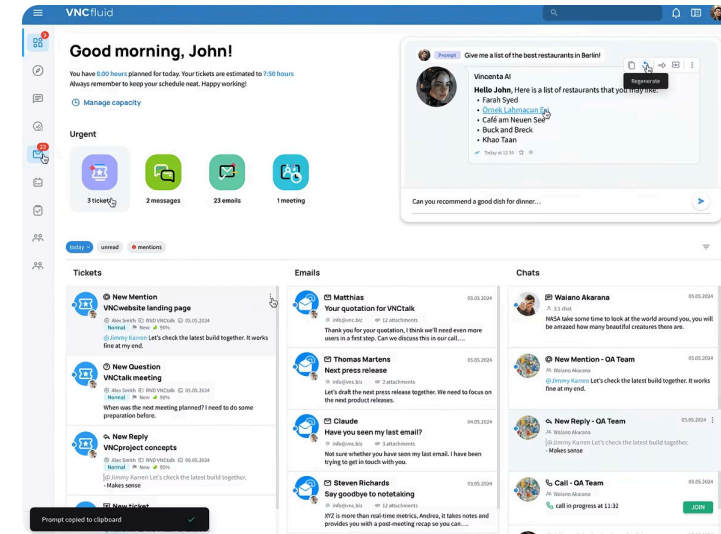 VNCfluid
3
Good morning, John!
You have 0:00 hours planned for today. Your tickets are estimated to 7:50 hours
Always remember to keep your schedule neat. Happy working!
Manage capacity
Urgent
3 tickets
2 messages
23 emails
1 meeting
23
Prompt Give me a list of the best restaurants in Berlin!
Regenerate
Vincenta AI
Hello John, Here is a list of restaurants that you may like:
• Farah Syed
• Örnek Lahmacun
• Café am Neuen See
• Buck and Breck
• Khao Taan
Today at 12:34
Can you recommend a good dish for dinner...
today
unread
mentions
Tickets
New Mention
VNCwebsite landing page
Alex Smith RND VNCtalk 05.05.2024
Normal New 90%
@Jimmy Karren Let's check the latest build together. It works
fine at my end.
New Question
VNCtalk meeting
Alex Smith RND VNCtalk 05.05.2024
Normal New 90%
When was the next meeting planned? I need to do some
preparation before.
New Reply
VNCproject concepts
Alex Smith RND VNCtalk 06.05.2024
Normal New 90%
@Jimmy Karren Let's check the latest build together.
- Makes sense
New ticket
Prompt copied to clipboard
Emails
Matthias 05.05.2024
Your quotation for VNCTalk
info@vnc.biz 12 attachments
Thank you for your quotation, I think we'll need even more
users in a first step. Can we discuss this in our call....
Thomas Martens 05.05.2024
Next press release
info@vnc.biz 2 attachments
Let's draft the next press release together. We need to focus on
the next product releases.
Claude 04.05.2024
Have you seen my last email?
info@vnc.biz 3 attachments
Not sure whether you have seen my last email. I have been
trying to get in touch with you.
Steven Richards 03.05.2024
Say goodbye to notetaking
info@vnc.biz 12 attachments
XYZ is more than real-time metrics, Andrea, it takes notes and
provides you with a post-meeting recap so you can....
Chats
Waiano Akarana 05.05.2024
1:1 chat
NASA take some time to look at the world around you, you will
be amazed how many beautiful creatures there are.
New Mention - QA Team 05.05.2024
Waiano Akarana
@Jimmy Karren Let's check the latest build together. It works
fine at my end.
New Reply - QA Team 05.05.2024
Waiano Akarana
@Jimmy Karren Let's check the latest build together.
- Makes sense
Call - QA Team 05.05.2024
Waiano Akarana
call in progress at 11:32
JOIN